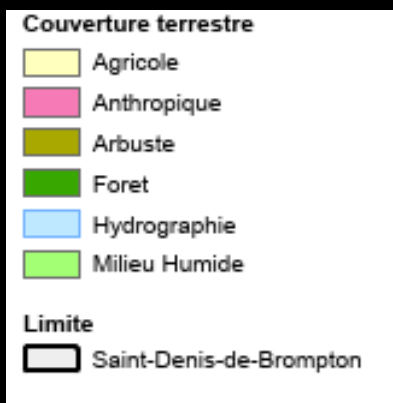 Couverture terrestre
Agricole
Anthropique
Arbuste
Foret
Hydrographie
Milieu Humide
Limite
Saint-Denis-de-Brompton